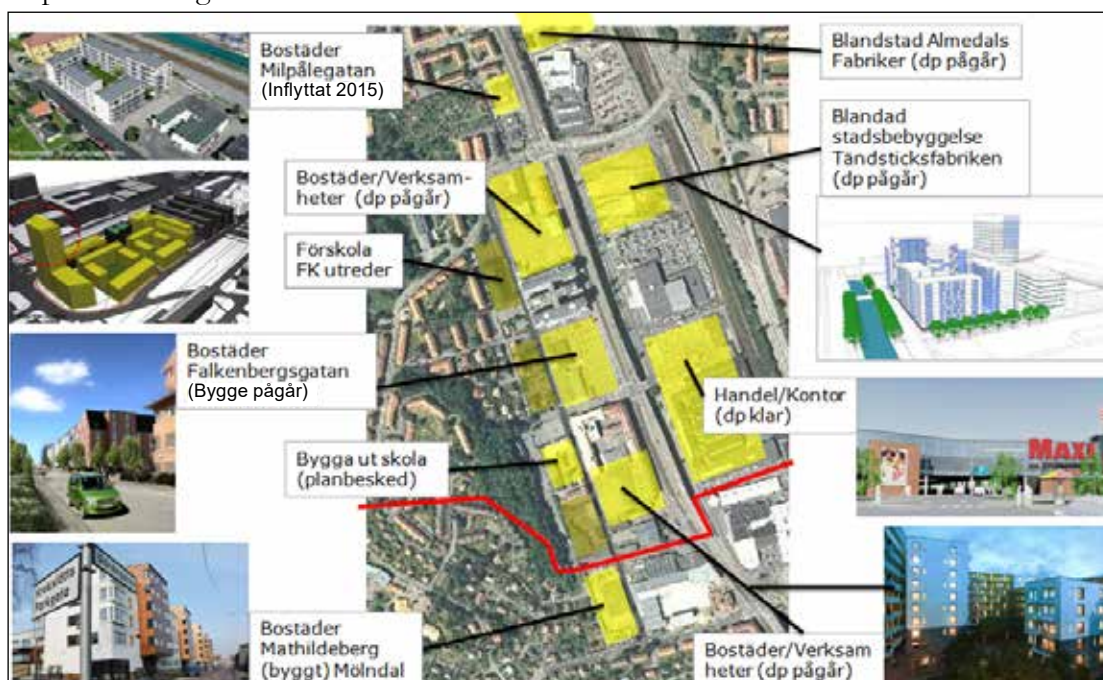 Bostäder
Milpålegatan
(Inflyttat 2015)
Blandstad Almedals
Fabriker (dp pågår)
Blandad
stadsbebyggelse
Tändsticksfabriken
(dp pågår)
Bostäder/Verksam-
heter (dp pågår)
Förskola
FK utreder
Bostäder
Falkenbergsgatan
(Bygge pågår)
Handel/Kontor
(dp klar)
MAXI
Bygga ut skola
(planbesked)
Bostäder
Mathildeberg
(byggt) Mölndal
Bostäder/Verksam
heter (dp pågår)